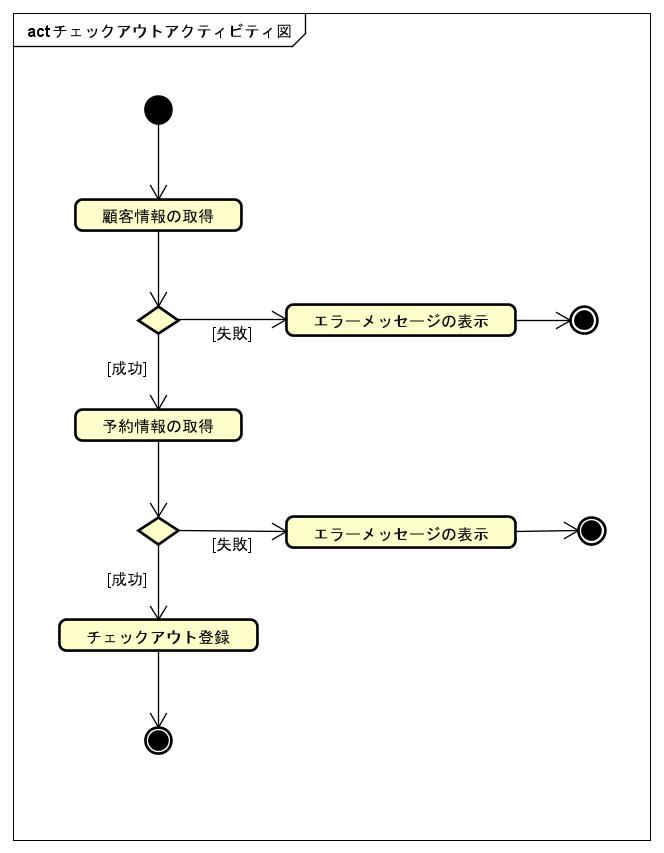 act チェックアウトアクティビティ図
顧客情報の取得
[失敗]
エラーメッセージの表示
[成功]
予約情報の取得
[失敗]
エラーメッセージの表示
[成功]
チェックアウト登録